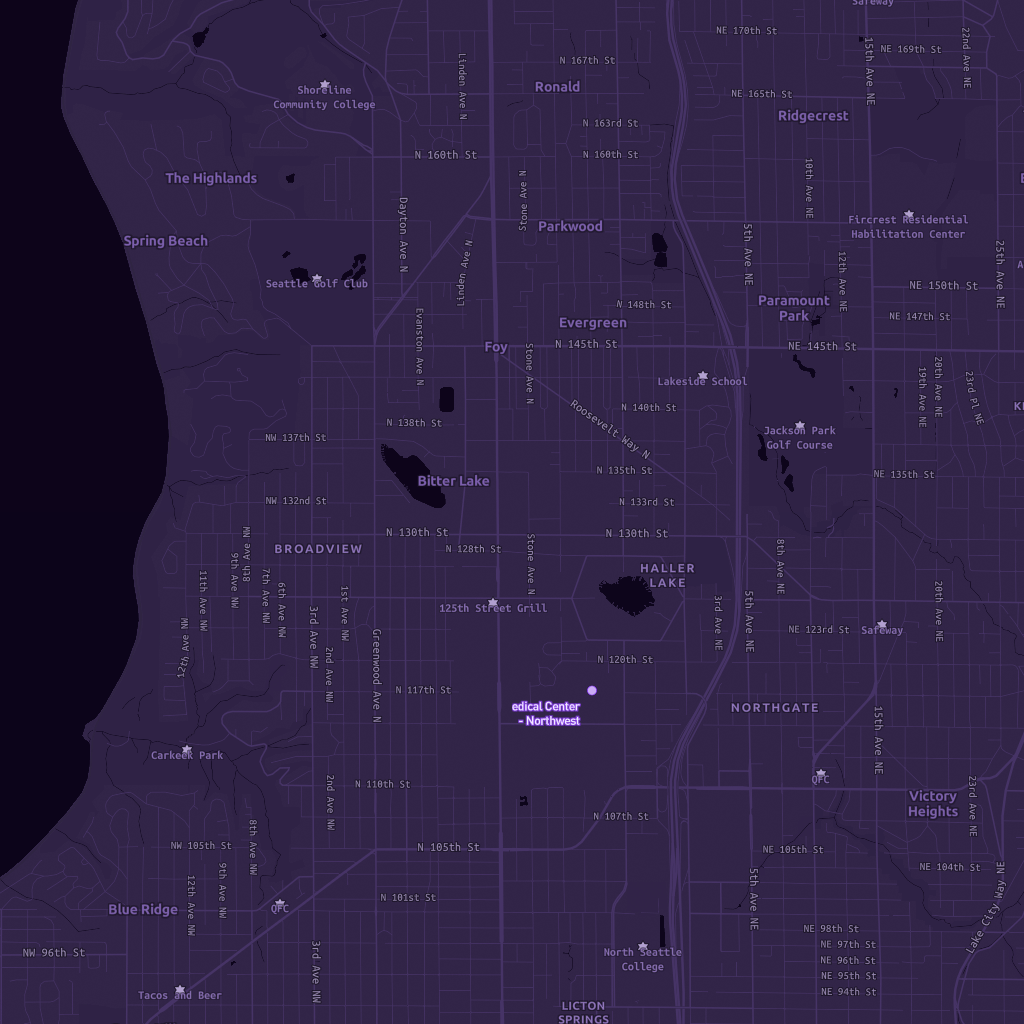 Safeway
NE 170th St
22nd Ave NE
15th Ave NE
NE 169th St
N 167th St
Linden Ave N
Ronald
Shoreline
Community College
NE 165th St
Ridgecrest
N 163rd St
N 160th St
N 160th St
10th Ave NE
The Highlands
Stone Ave N
Dayton Ave N
Fircrest Residential
Habilitation Center
Parkwood
Spring Beach
5th Ave NE
25th Ave NE
Linden Ave N
12th Ave NE
Seattle Golf Club
NE 150th St
Paramount
Park
N 148th St
NE 147th St
Evergreen
Evanston Ave N
Foy
N 145th St
NE 145th St
Stone Ave N
Lakeside School
20th Ave NE
19th Ave NE
23rd Pl NE
N 140th St
Roosevelt Way N
N 138th St
NW 137th St
Jackson Park
Golf Course
N 135th St
NE 135th St
Bitter Lake
NW 132nd St
N 133rd St
N 130th St
N 130th St
BROADVIEW
N 128th St
Stone Ave N
8th Ave NE
HALLER
LAKE
8th Ave NW
9th Ave NW
7th Ave NW
11th Ave NW
6th Ave NW
1st Ave NW
3rd Ave NW
125th Street Grill
3rd Ave NE
5th Ave NE
20th Ave NE
12th Ave NW
Greenwood Ave N
NE 123rd St
Safeway
2nd Ave NW
N 120th St
N 117th St
edical Center
- Northwest
NORTHGATE
15th Ave NE
Carkeek Park
N 110th St
QFC
2nd Ave NW
23rd Ave NE
Victory
Heights
N 107th St
8th Ave NW
NW 105th St
N 105th St
NE 105th St
NE 104th St
9th Ave NW
12th Ave NW
N 101st St
5th Ave NE
Lake City Way NE
Blue Ridge
QFC
NE 98th St
NE 97th St
NW 96th St
3rd Ave NW
North Seattle
College
NE 96th St
NE 95th St
Tacos and Beer
NE 94th St
LICTON
SPRINGS